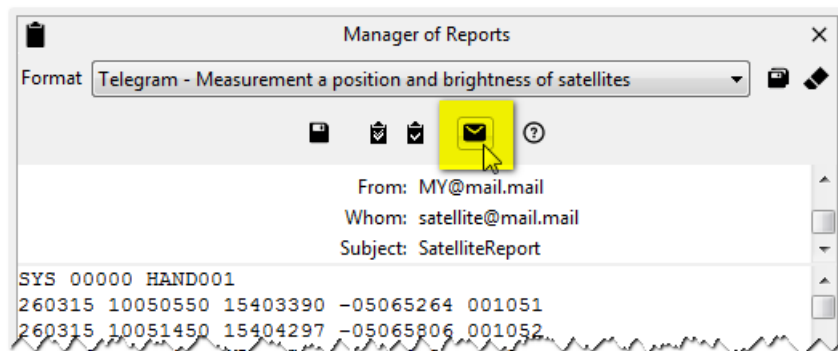 Manager of Reports
Format Telegram - Measurement a position and brightness of satellites
From: MY@mail.mail
Whom: satellite@mail.mail
Subject: SatelliteReport
SYS 00000 HAND001
260315 10050550 15403390 -05065264 001051
260315 10051450 15404297 -05065806 001052